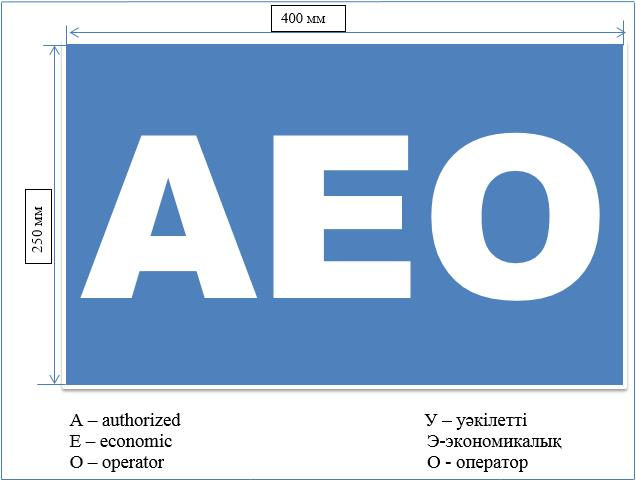 400 мм
250 мм
AEO
A – authorized
E – economic
O – operator
У – уәкілетті
Э-экономикалық
О - оператор